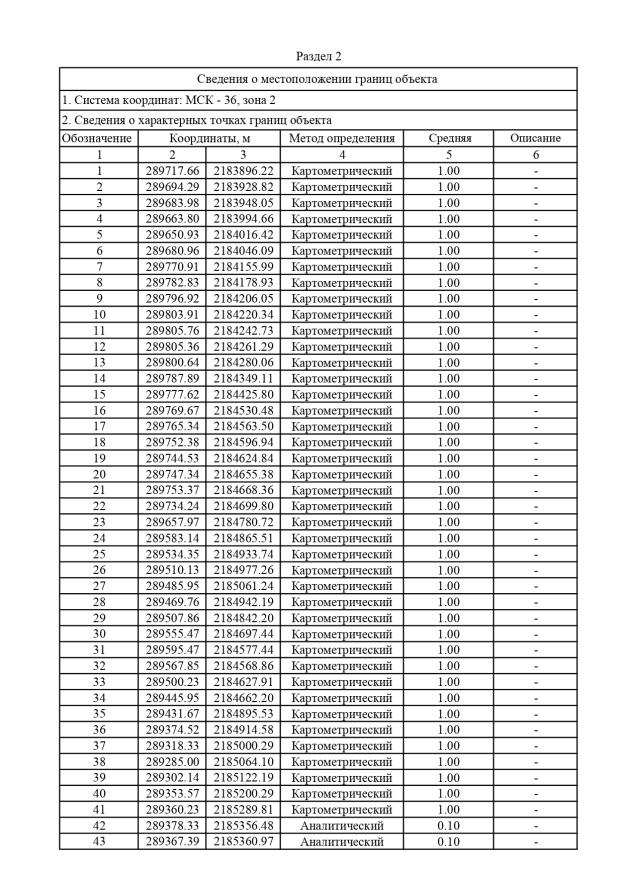 Раздел 2
Сведения о местоположении границ объекта
1. Система координат: МСК - 36, зона 2
2. Сведения о характерных точках границ объекта
Обозначение Координаты, м Метод определения Средняя Описание
1 2 3 4 5 6
1 289717.66 2183896.22 Картометрический 1.00 -
2 289694.29 2183928.82 Картометрический 1.00 -
3 289683.98 2183948.05 Картометрический 1.00 -
4 289663.80 2183994.66 Картометрический 1.00 -
5 289650.93 2184016.42 Картометрический 1.00 -
6 289680.96 2184046.09 Картометрический 1.00 -
7 289770.91 2184155.99 Картометрический 1.00 -
8 289782.83 2184178.93 Картометрический 1.00 -
9 289796.92 2184206.05 Картометрический 1.00 -
10 289803.91 2184220.34 Картометрический 1.00 -
11 289805.76 2184242.73 Картометрический 1.00 -
12 289805.36 2184261.29 Картометрический 1.00 -
13 289800.64 2184280.06 Картометрический 1.00 -
14 289787.89 2184349.11 Картометрический 1.00 -
15 289777.62 2184425.80 Картометрический 1.00 -
16 289769.67 2184530.48 Картометрический 1.00 -
17 289765.34 2184563.50 Картометрический 1.00 -
18 289752.38 2184596.94 Картометрический 1.00 -
19 289744.53 2184624.84 Картометрический 1.00 -
20 289747.34 2184655.38 Картометрический 1.00 -
21 289753.37 2184668.36 Картометрический 1.00 -
22 289734.24 2184699.80 Картометрический 1.00 -
23 289657.97 2184780.72 Картометрический 1.00 -
24 289583.14 2184865.51 Картометрический 1.00 -
25 289534.35 2184933.74 Картометрический 1.00 -
26 289510.13 2184977.26 Картометрический 1.00 -
27 289485.95 2185061.24 Картометрический 1.00 -
28 289469.76 2184942.19 Картометрический 1.00 -
29 289507.86 2184842.20 Картометрический 1.00 -
30 289555.47 2184697.44 Картометрический 1.00 -
31 289595.47 2184577.44 Картометрический 1.00 -
32 289567.85 2184568.86 Картометрический 1.00 -
33 289500.23 2184627.91 Картометрический 1.00 -
34 289445.95 2184662.20 Картометрический 1.00 -
35 289431.67 2184895.53 Картометрический 1.00 -
36 289374.52 2184914.58 Картометрический 1.00 -
37 289318.33 2185000.29 Картометрический 1.00 -
38 289285.00 2185064.10 Картометрический 1.00 -
39 289302.14 2185122.19 Картометрический 1.00 -
40 289353.57 2185200.29 Картометрический 1.00 -
41 289360.23 2185289.81 Картометрический 1.00 -
42 289378.33 2185356.48 Аналитический 0.10 -
43 289367.39 2185360.97 Аналитический 0.10 -